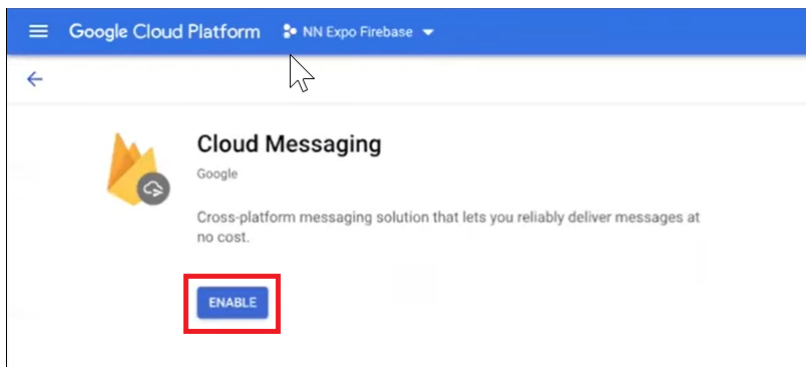 Google Cloud Platform NN Expo Firebase
Cloud Messaging
Google
Cross-platform messaging solution that lets you reliably deliver messages at
no cost.
ENABLE